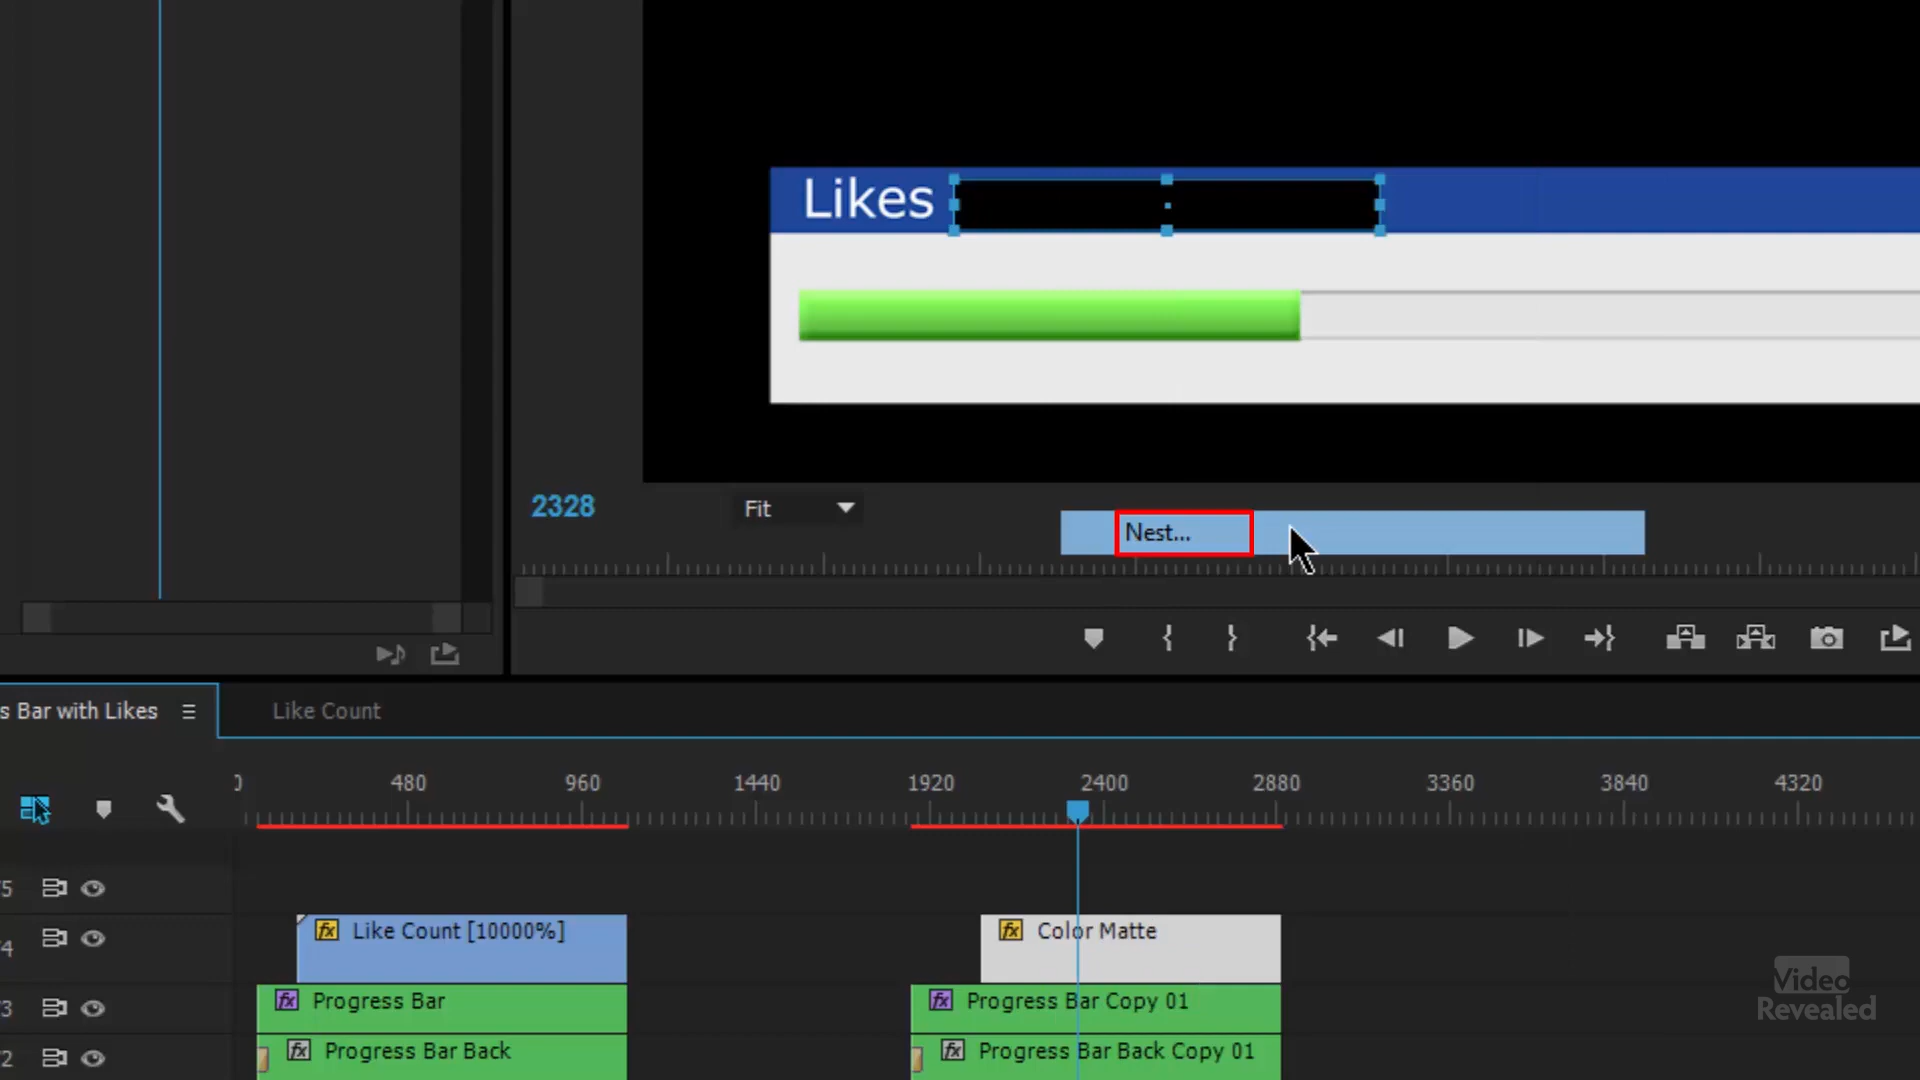 Likes
2328
Fit
Nest...
s Bar with Likes
Like Count
480 960 1440 1920 2400 2880 3360 3840 4320
5
4
Like Count [10000%]
Color Matte
3
Progress Bar
Progress Bar Copy 01
2
Progress Bar Back
Progress Bar Back Copy 01
Video
Revealed